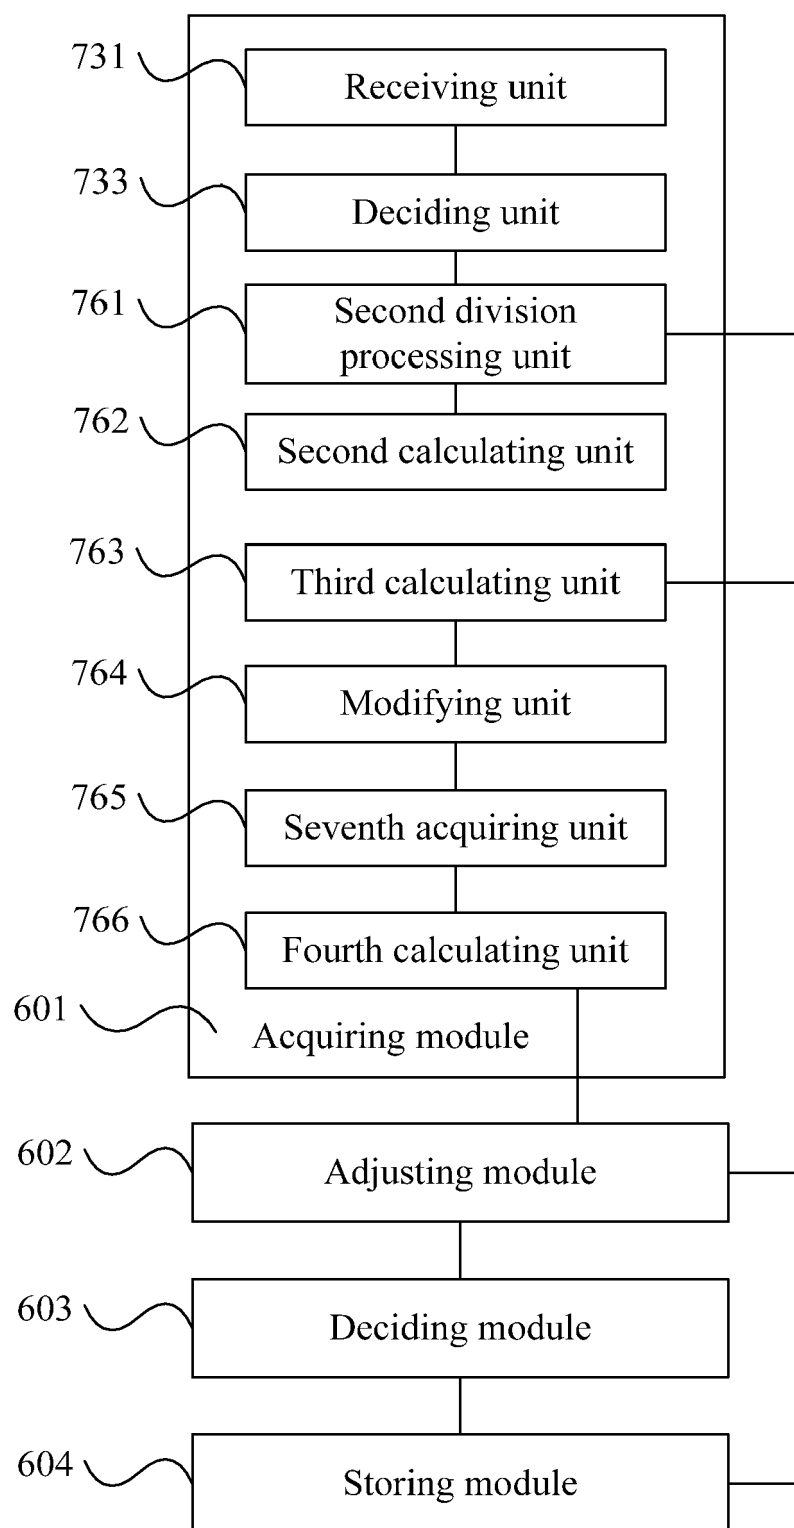 731
Receiving unit
733
Deciding unit
761
Second division
processing unit
762
Second calculating unit
763
Third calculating unit
764
Modifying unit
765
Seventh acquiring unit
766
Fourth calculating unit
601
Acquiring module
602
Adjusting module
603
Deciding module
604
Storing module